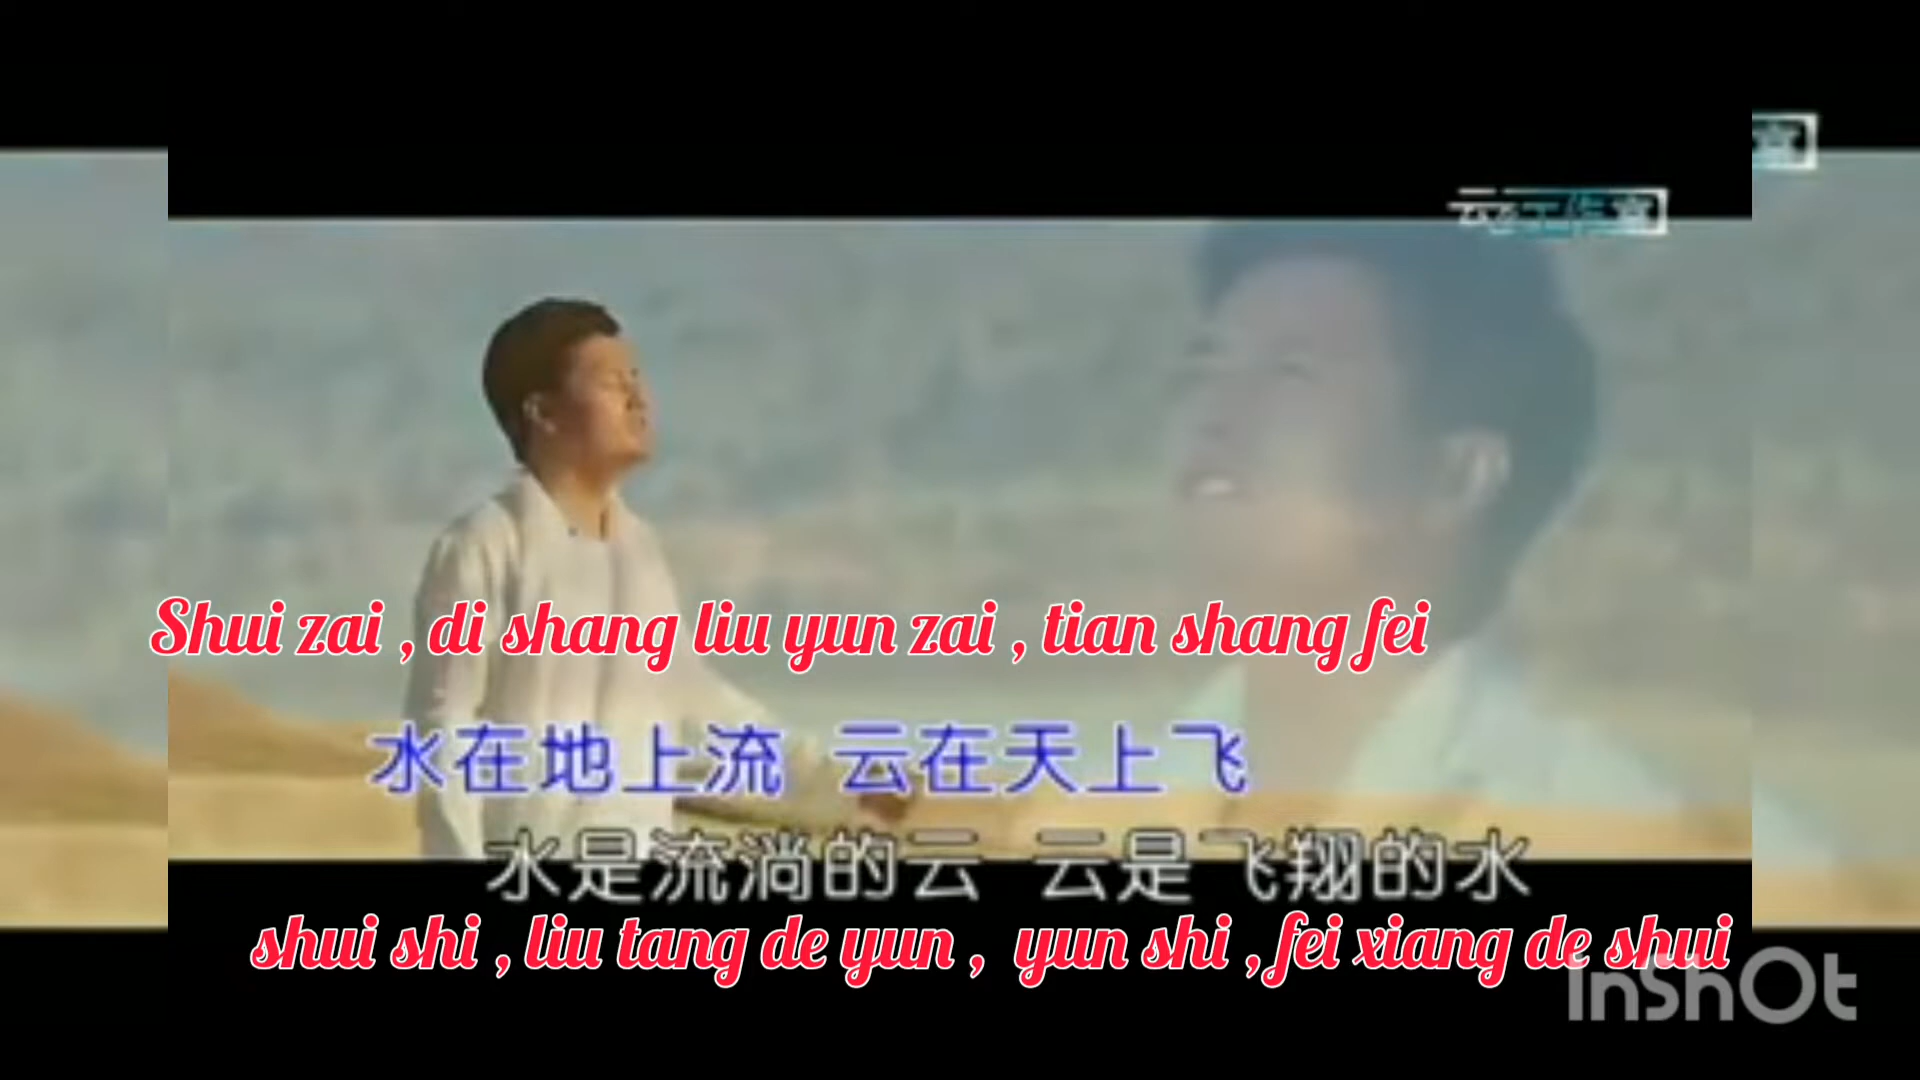 Shui zai , di shang liu yun zai , tian shang fei
水在地上流 云在天上飞
水是流淌的云 云是飞翔的水
shui shi , liu tang de yun , yun shi , fei xiang de shui
InShOt